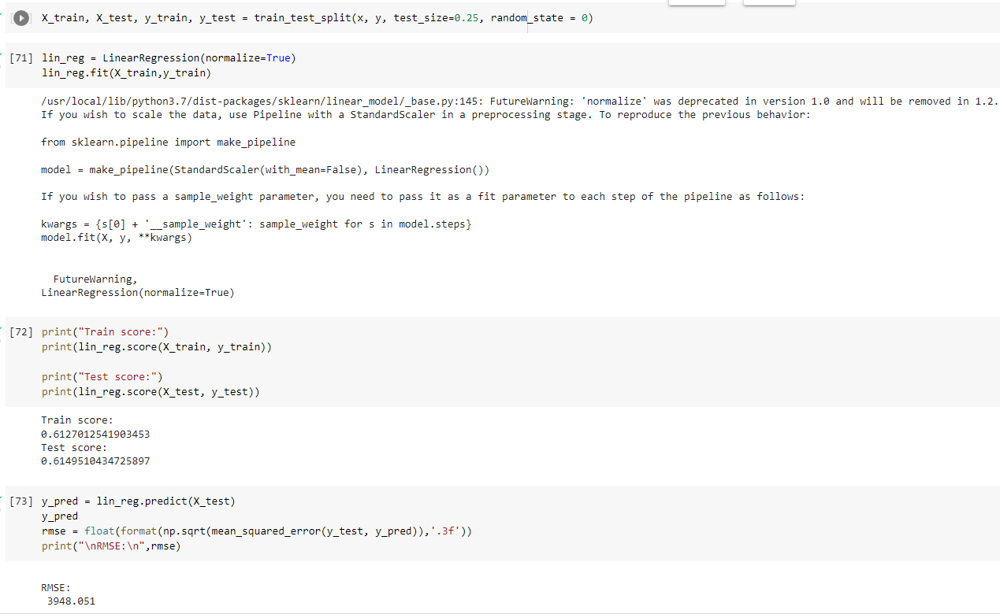 X_train, X_test, y_train, y_test = train_test_split(x, y, test_size=0.25, random_state = 0)
[71] lin_reg = LinearRegression(normalize=True)
lin_reg.fit(X_train,y_train)
/usr/local/lib/python3.7/dist-packages/sklearn/linear_model/_base.py:145: FutureWarning: 'normalize' was deprecated in version 1.0 and will be removed in 1.2.
If you wish to scale the data, use Pipeline with a StandardScaler in a preprocessing stage. To reproduce the previous behavior:
from sklearn.pipeline import make_pipeline
model = make_pipeline(StandardScaler(with_mean=False), LinearRegression())
If you wish to pass a sample_weight parameter, you need to pass it as a fit parameter to each step of the pipeline as follows:
kwargs = {s[0] + '__sample_weight': sample_weight for s in model.steps}
model.fit(X, y, **kwargs)
FutureWarning,
LinearRegression(normalize=True)
[72] print("Train score:")
print(lin_reg.score(X_train, y_train))
print("Test score:")
print(lin_reg.score(X_test, y_test))
Train score:
0.6127012541903453
Test score:
0.6149510434725897
[73] y_pred = lin_reg.predict(X_test)
y_pred
rmse = float(format(np.sqrt(mean_squared_error(y_test, y_pred)),'.3f'))
print("\nRMSE:\n",rmse)
RMSE:
3948.051